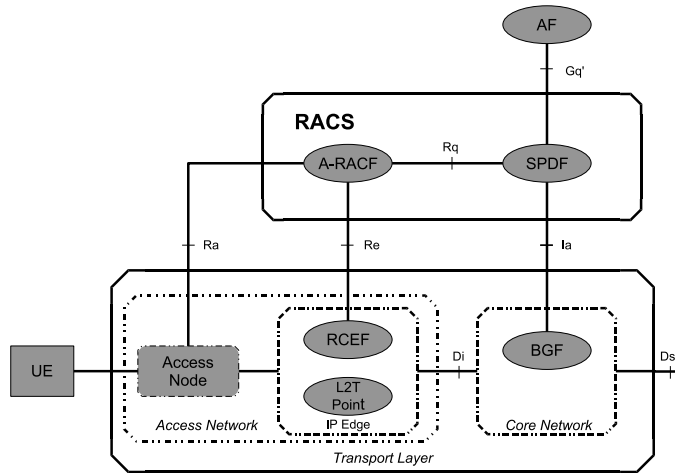 AF
Gq'
RACS
A-RACF
Rq
SPDF
Ra
Re
Ia
UE
Access
Node
RCEF
L2T
Point
IP Edge
Access Network
Di
BGF
Core Network
Ds
Transport Layer